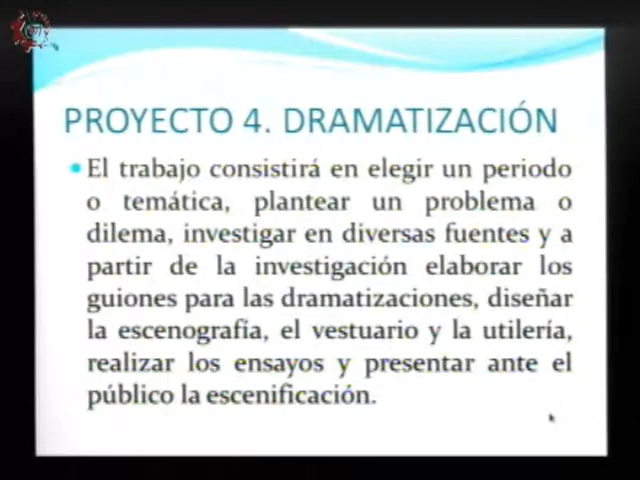 PROYECTO 4. DRAMATIZACIÓN
El trabajo consistirá en elegir un periodo
o temática, plantear un problema o
dilema, investigar en diversas fuentes y a
partir de la investigación elaborar los
guiones para las dramatizaciones, diseñar
la escenografía, el vestuario y la utilería,
realizar los ensayos y presentar ante el
público la escenificación.